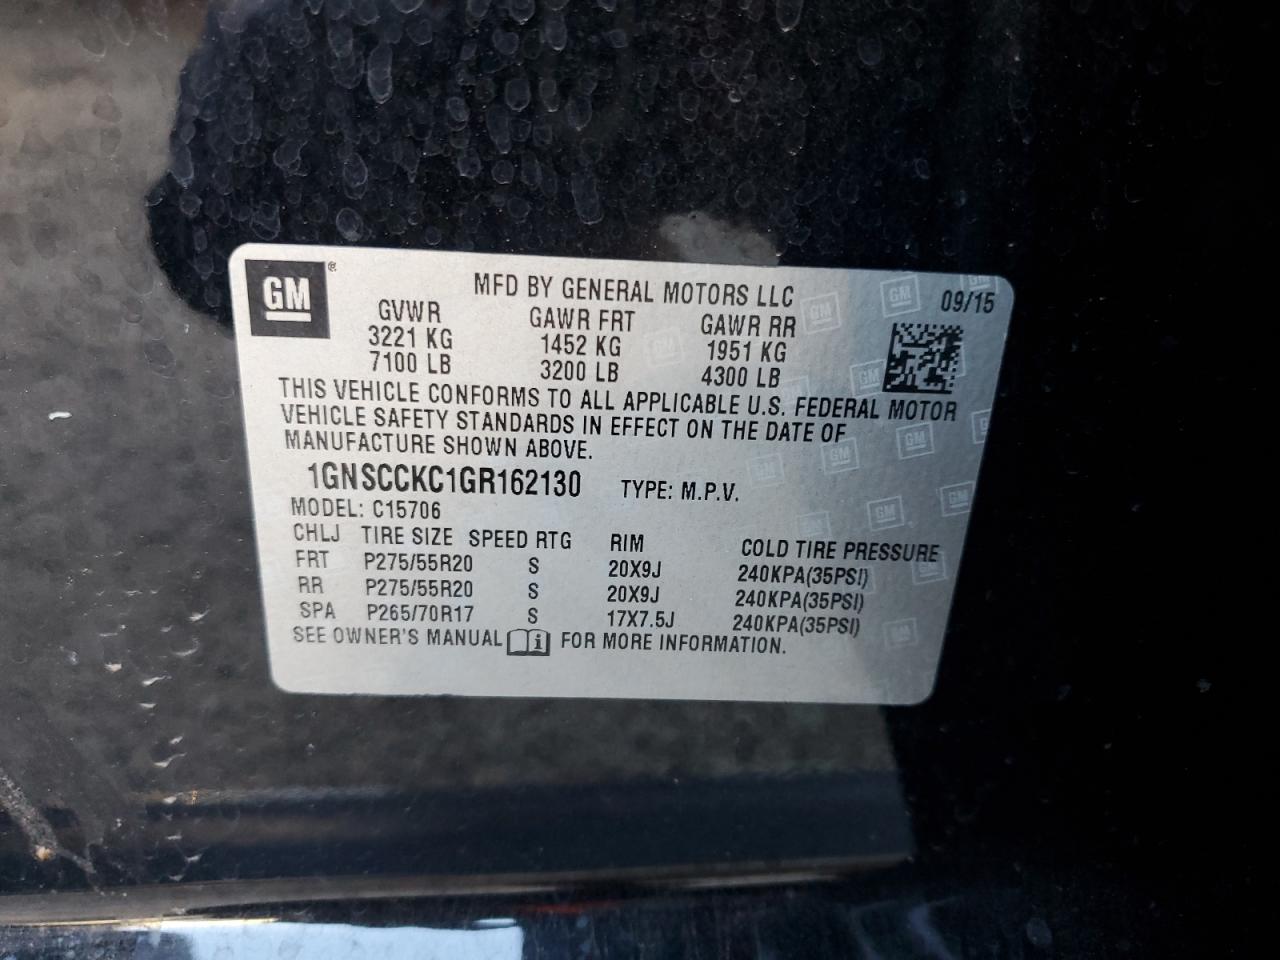 GM®
MFD BY GENERAL MOTORS LLC
09/15
GVWR GAWR FRT GAWR RR
3221 KG 1452 KG 1951 KG
7100 LB 3200 LB 4300 LB
THIS VEHICLE CONFORMS TO ALL APPLICABLE U.S. FEDERAL MOTOR
VEHICLE SAFETY STANDARDS IN EFFECT ON THE DATE OF
MANUFACTURE SHOWN ABOVE.
1GNSCCKC1GR162130 TYPE: M.P.V.
MODEL: C15706
CHLJ TIRE SIZE SPEED RTG RIM COLD TIRE PRESSURE
FRT P275/55R20 S 20X9J 240KPA(35PSI)
RR P275/55R20 S 20X9J 240KPA(35PSI)
SPA P265/70R17 S 17X7.5J 240KPA(35PSI)
SEE OWNER'S MANUAL i FOR MORE INFORMATION.